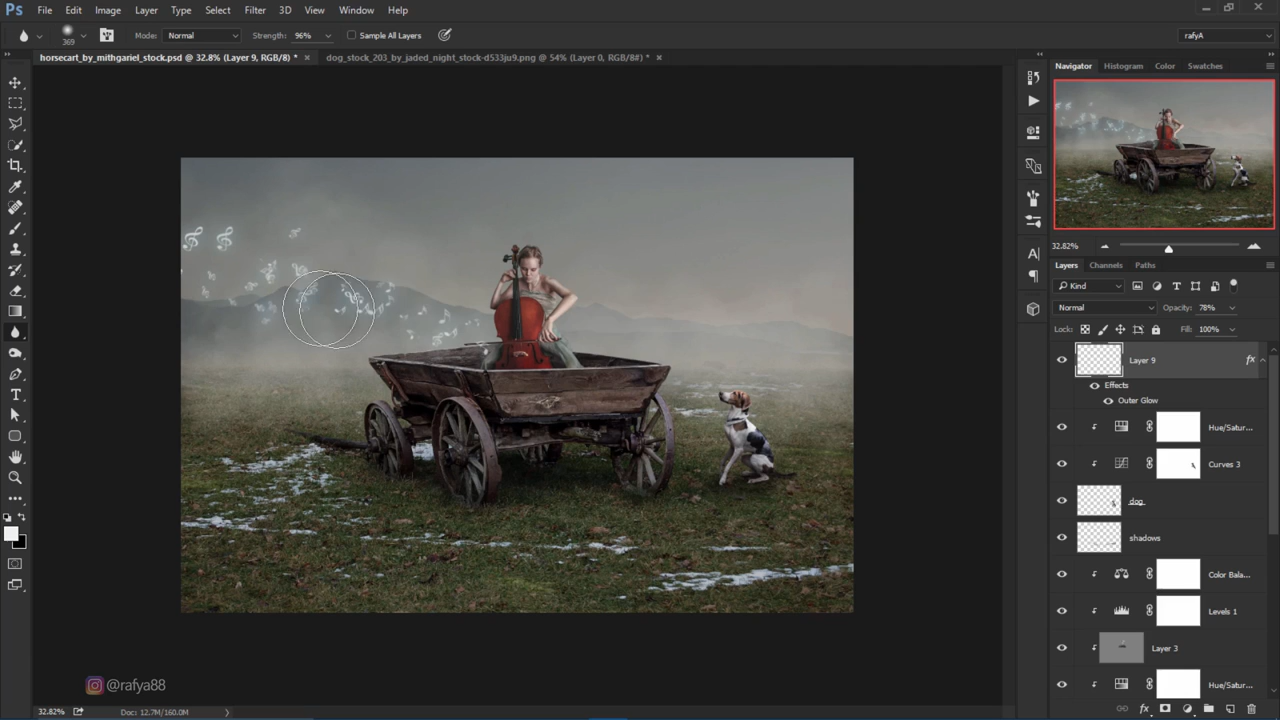 Ps File Edit Image Layer Type Select Filter 3D View Window Help
369 Mode: Normal Strength: 96% Sample All Layers rafyA
horsecart_by_mithgariel_stock.psd @ 32.8% (Layer 9, RGB/8) * × dog_stock_203_by_jaded_night_stock-d533ju9.png @ 54% (Layer 0, RGB/8#) * ×
Navigator Histogram Color Swatches
32.82%
Layers Channels Paths
Kind
Normal Opacity: 78%
Lock: Fill: 100%
Layer 9 fx
Effects
Outer Glow
Hue/Satur...
Curves 3
dog
shadows
Color Bala...
Levels 1
Layer 3
Hue/Satur...
@rafya88
32.82% Doc: 12.7M/160.0M
fx